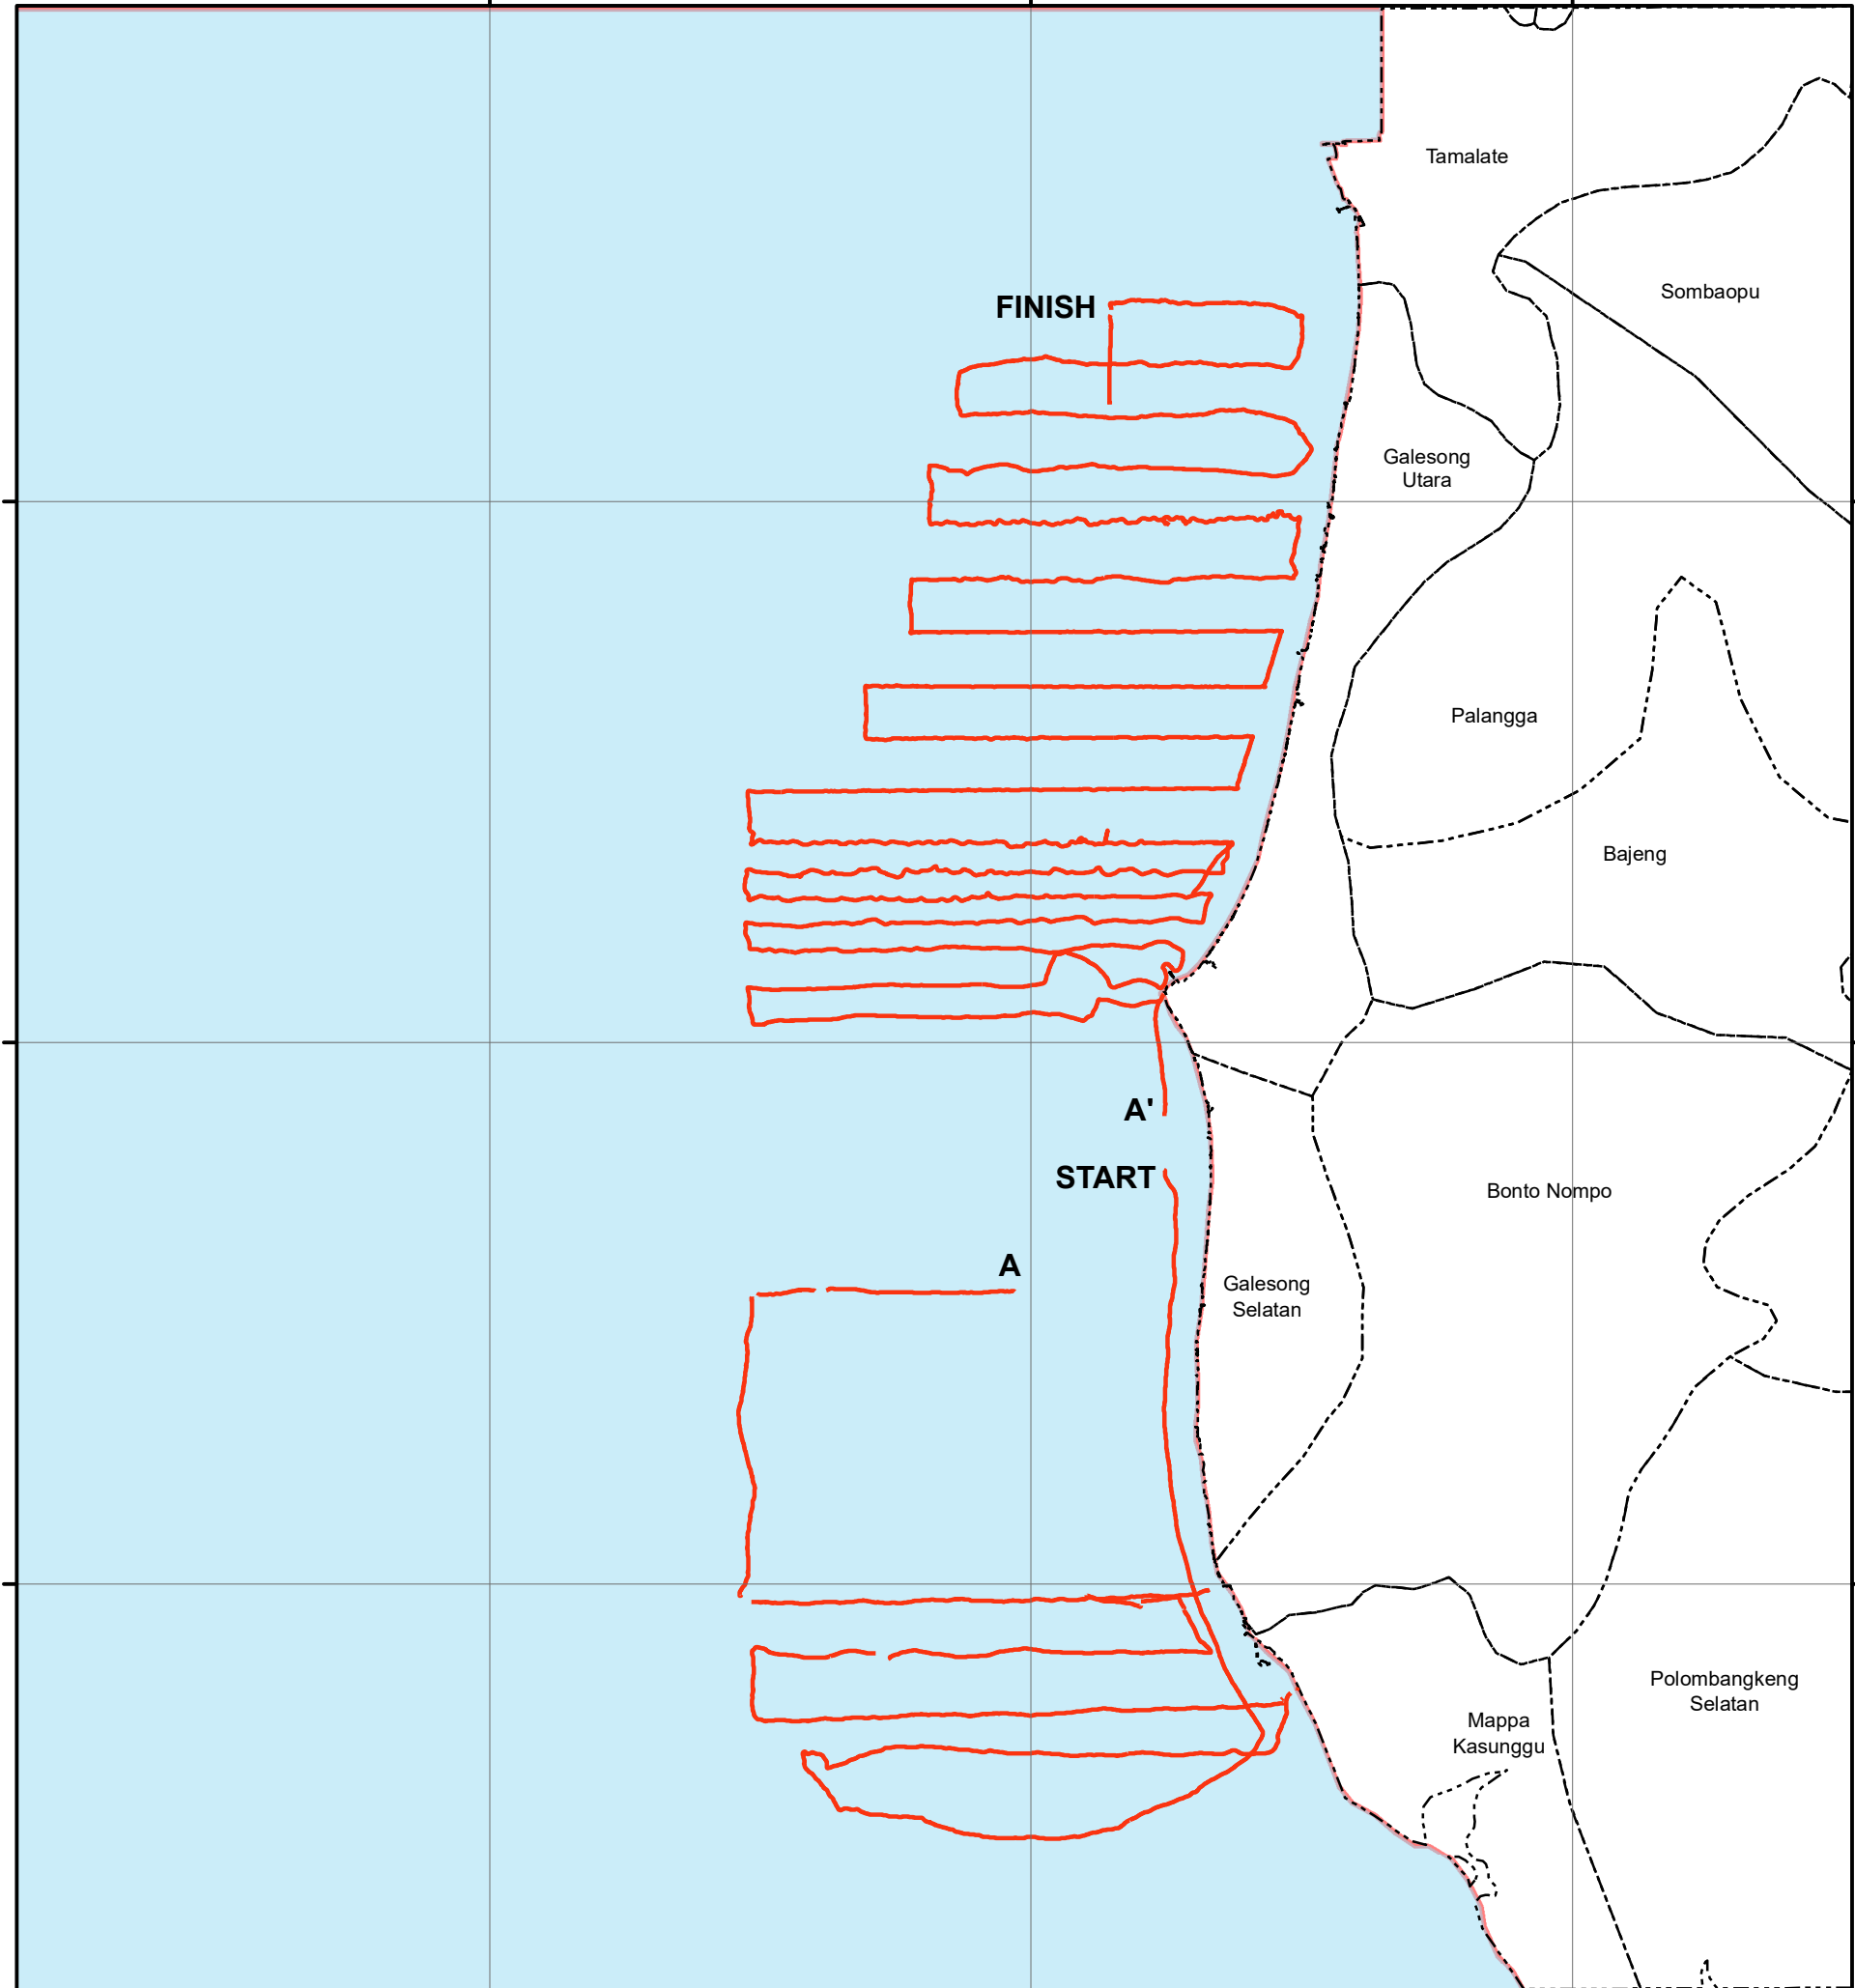 Tamalate
Sombaopu
FINISH
Galesong
Utara
Palangga
Bajeng
A'
START
Bonto Nompo
A
Galesong
Selatan
Polombangkeng
Selatan
Mappa
Kasunggu